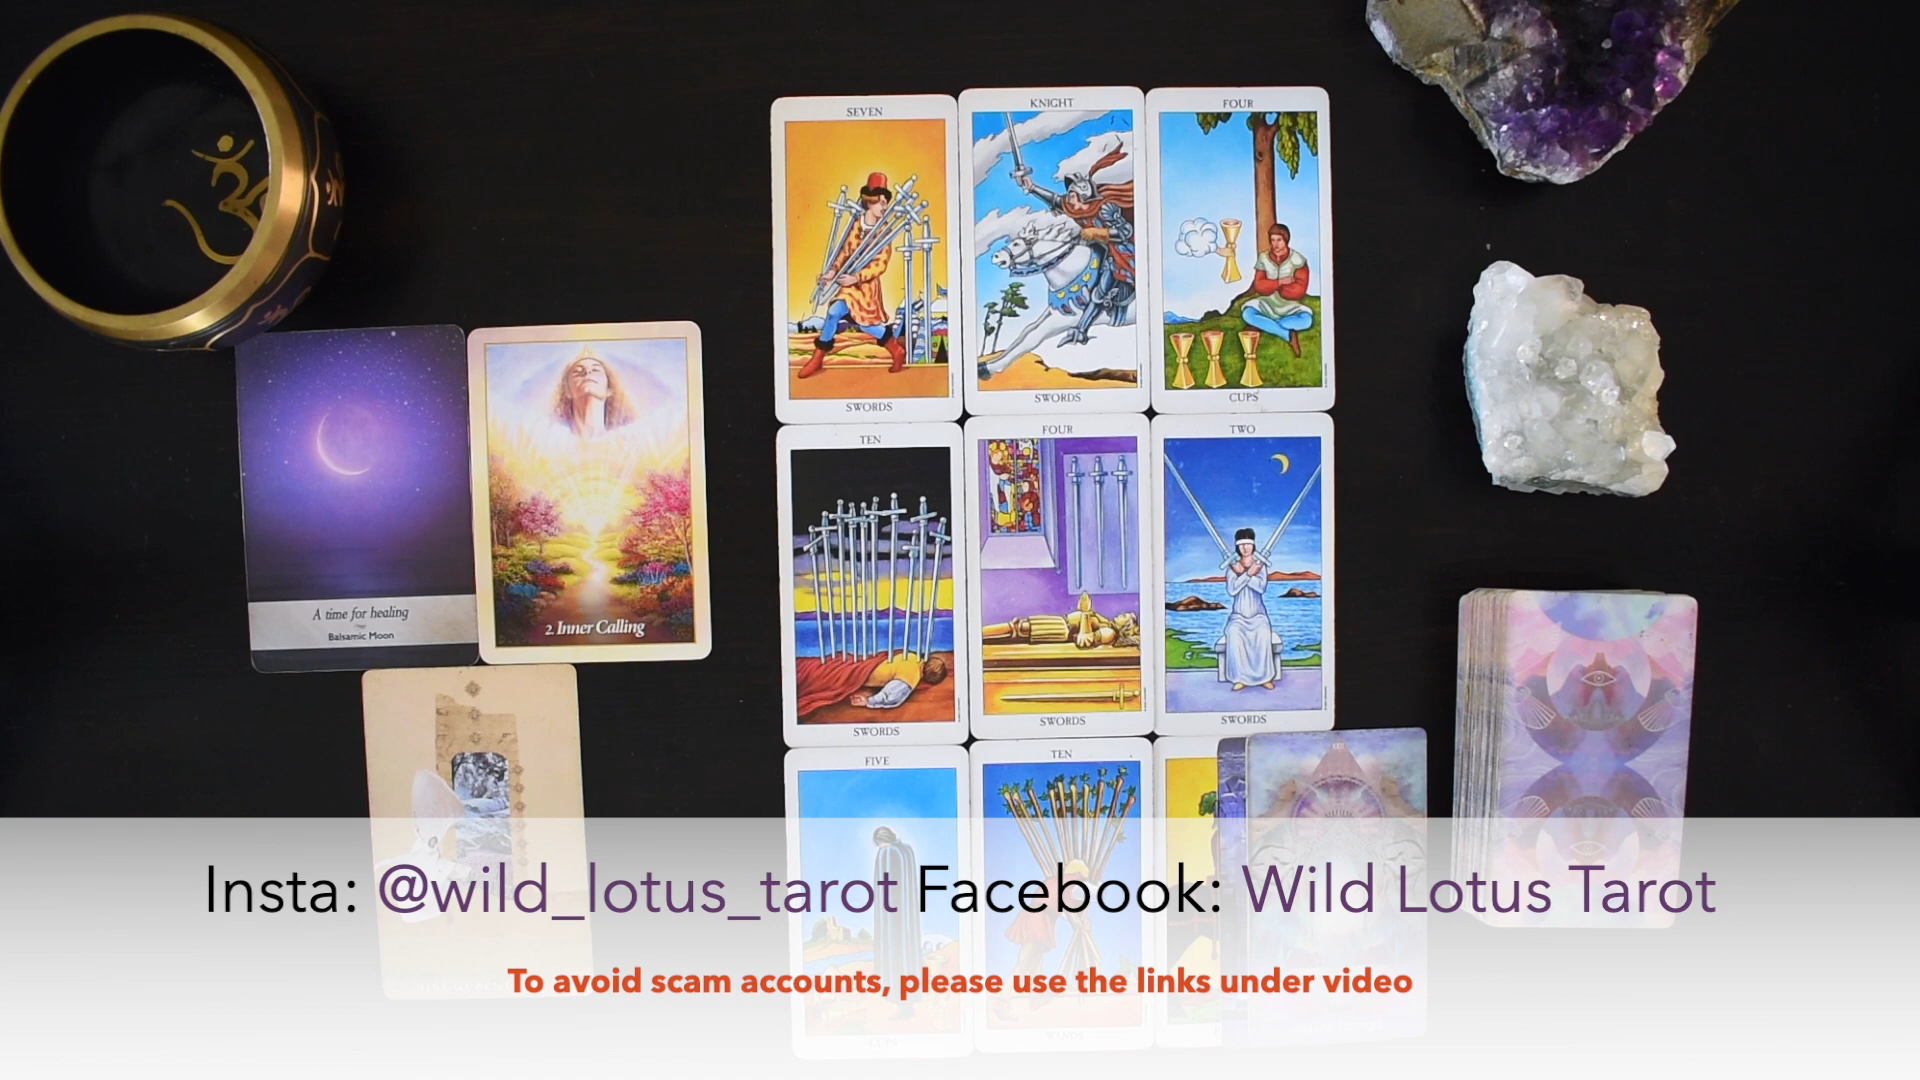 SEVEN
SWORDS
KNIGHT
SWORDS
FOUR
CUPS
TEN
SWORDS
FOUR
SWORDS
TWO
SWORDS
A time for healing
Balsamic Moon
2. Inner Calling
FIVE
CUPS
TEN
WANDS
Insta: @wild_lotus_tarot Facebook: Wild Lotus Tarot
To avoid scam accounts, please use the links under video